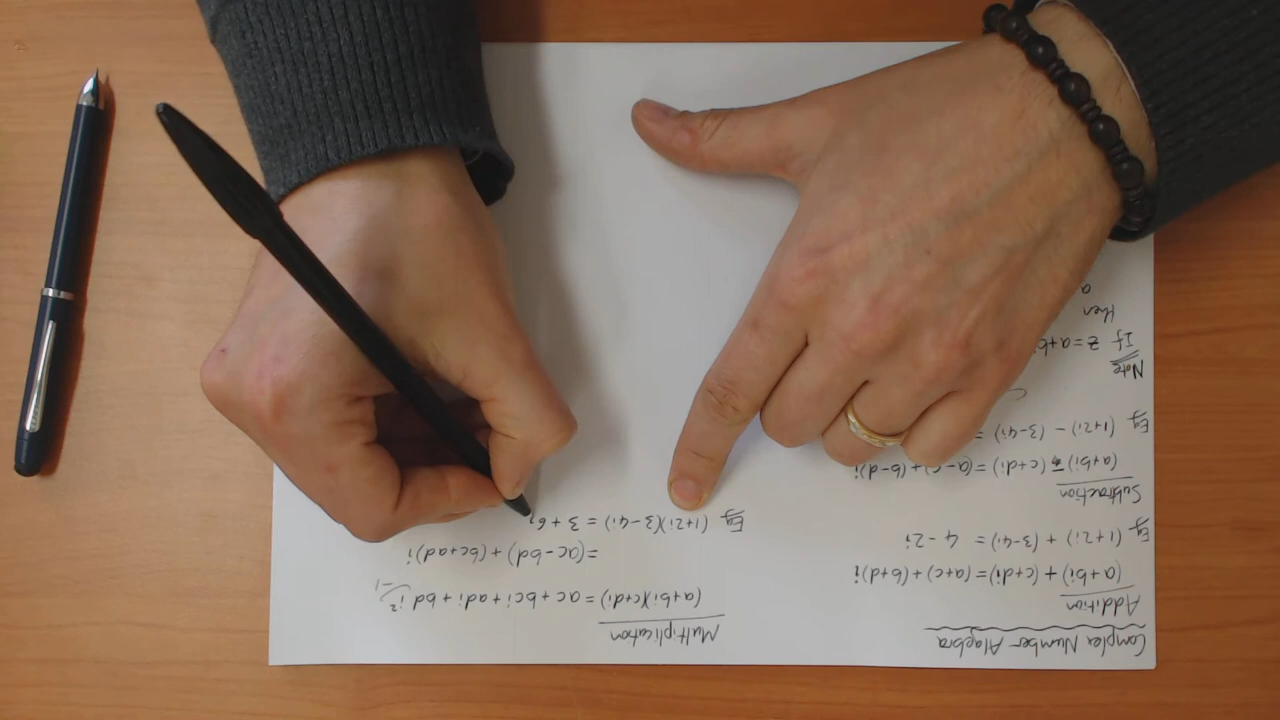 Complex Number Algebra
Addition
(a+bi) + (c+di) = (a+c) + (b+d)i
Eg (1+2i) + (3-4i) = 4 - 2i
Subtraction
(a+bi) - (c+di) = (a-c) + (b-d)i
Eg (1+2i) - (3-4i) =
Note
If z = a+bi
then
a
Multiplication
(a+bi)(c+di) = ac + bci + adi + bd i²
-1
= (ac-bd) + (bc+ad)i
Eg (1+2i)(3-4i) = 3 + 6i